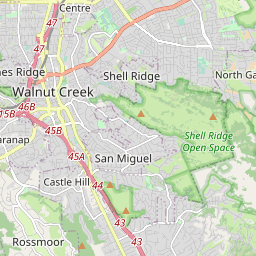 Centre
47
47
Shell Ridge
nes Ridge
North Ga
Walnut Creek
46B
15B
45B
Shell Ridge
Open Space
aranap
45A
San Miguel
Castle Hill
44
43
Rossmoor
43